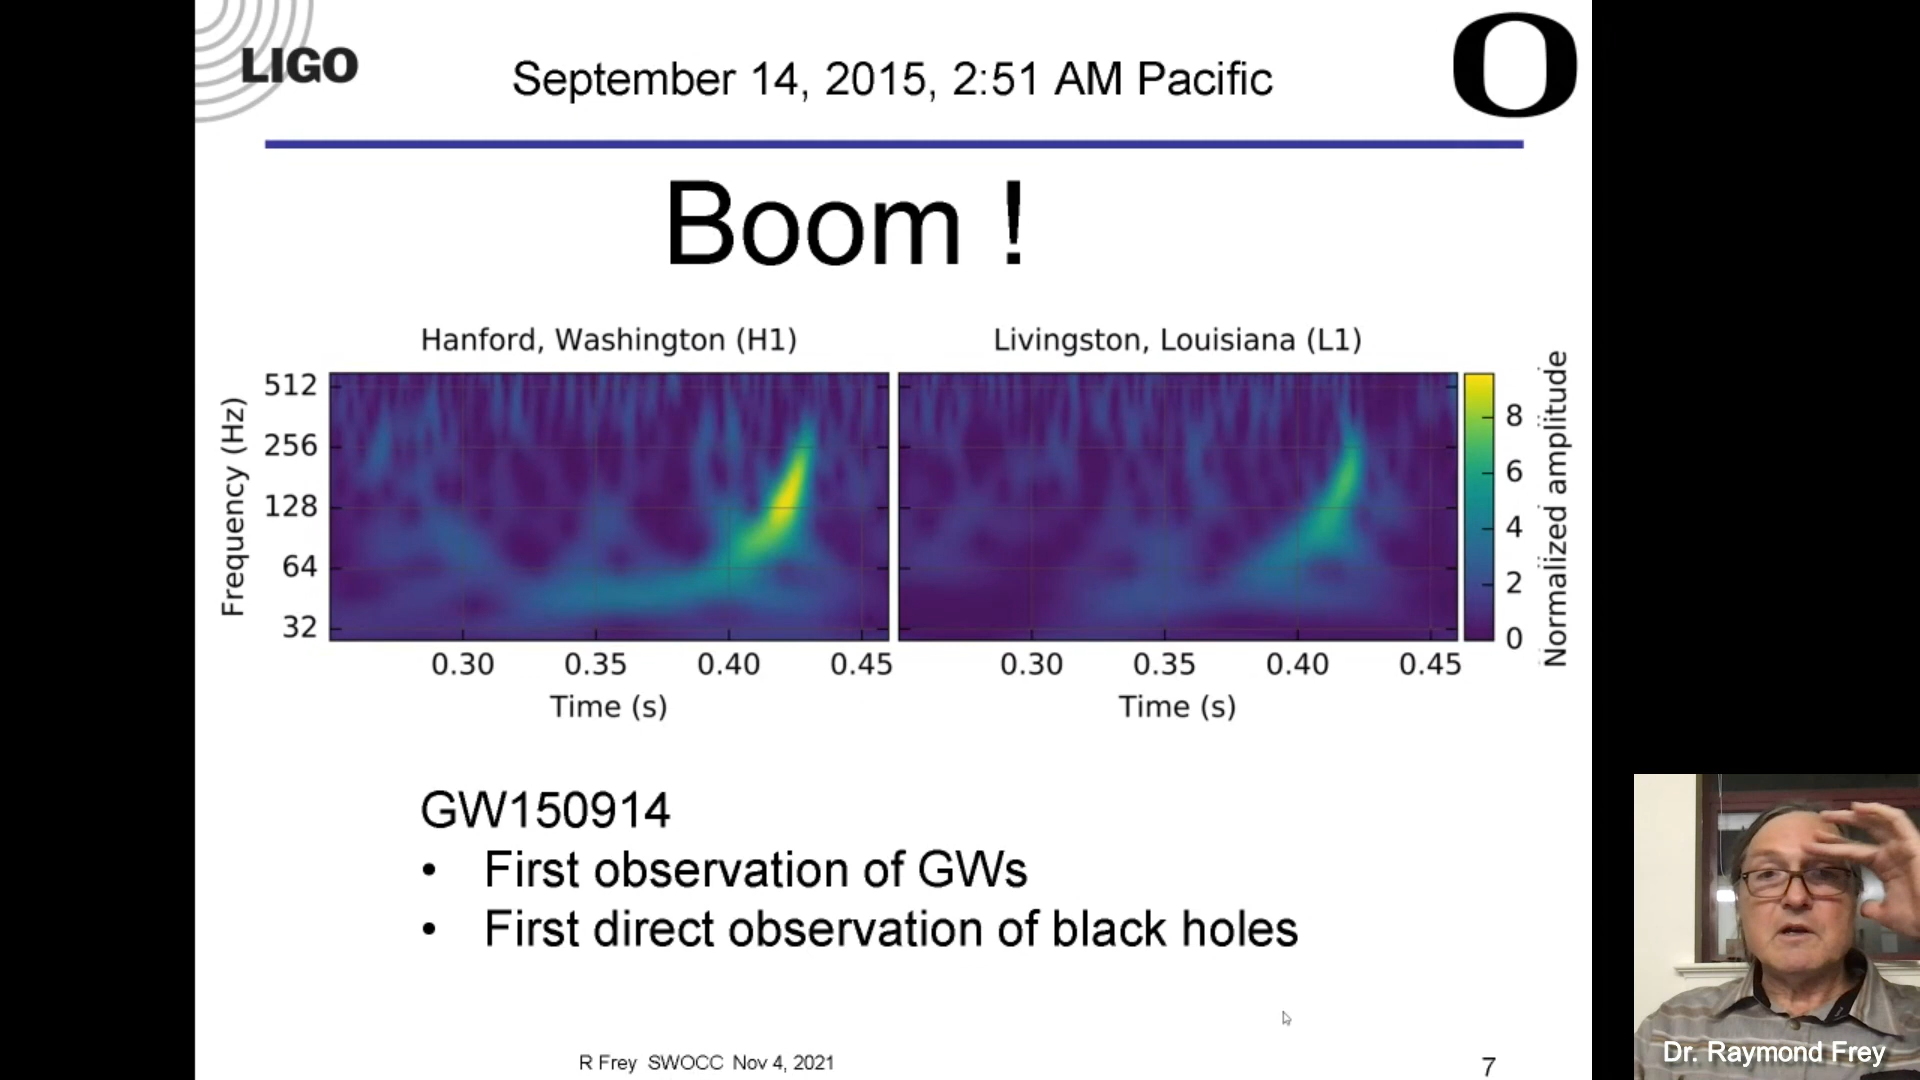 LIGO
September 14, 2015, 2:51 AM Pacific
O
Boom !
Hanford, Washington (H1)
Livingston, Louisiana (L1)
Frequency (Hz)
512
256
128
64
32
0.30 0.35 0.40 0.45
Time (s)
0.30 0.35 0.40 0.45
Time (s)
8
6
4
2
0
Normalized amplitude
GW150914
• First observation of GWs
• First direct observation of black holes
R Frey SWOCC Nov 4, 2021
7
Dr. Raymond Frey